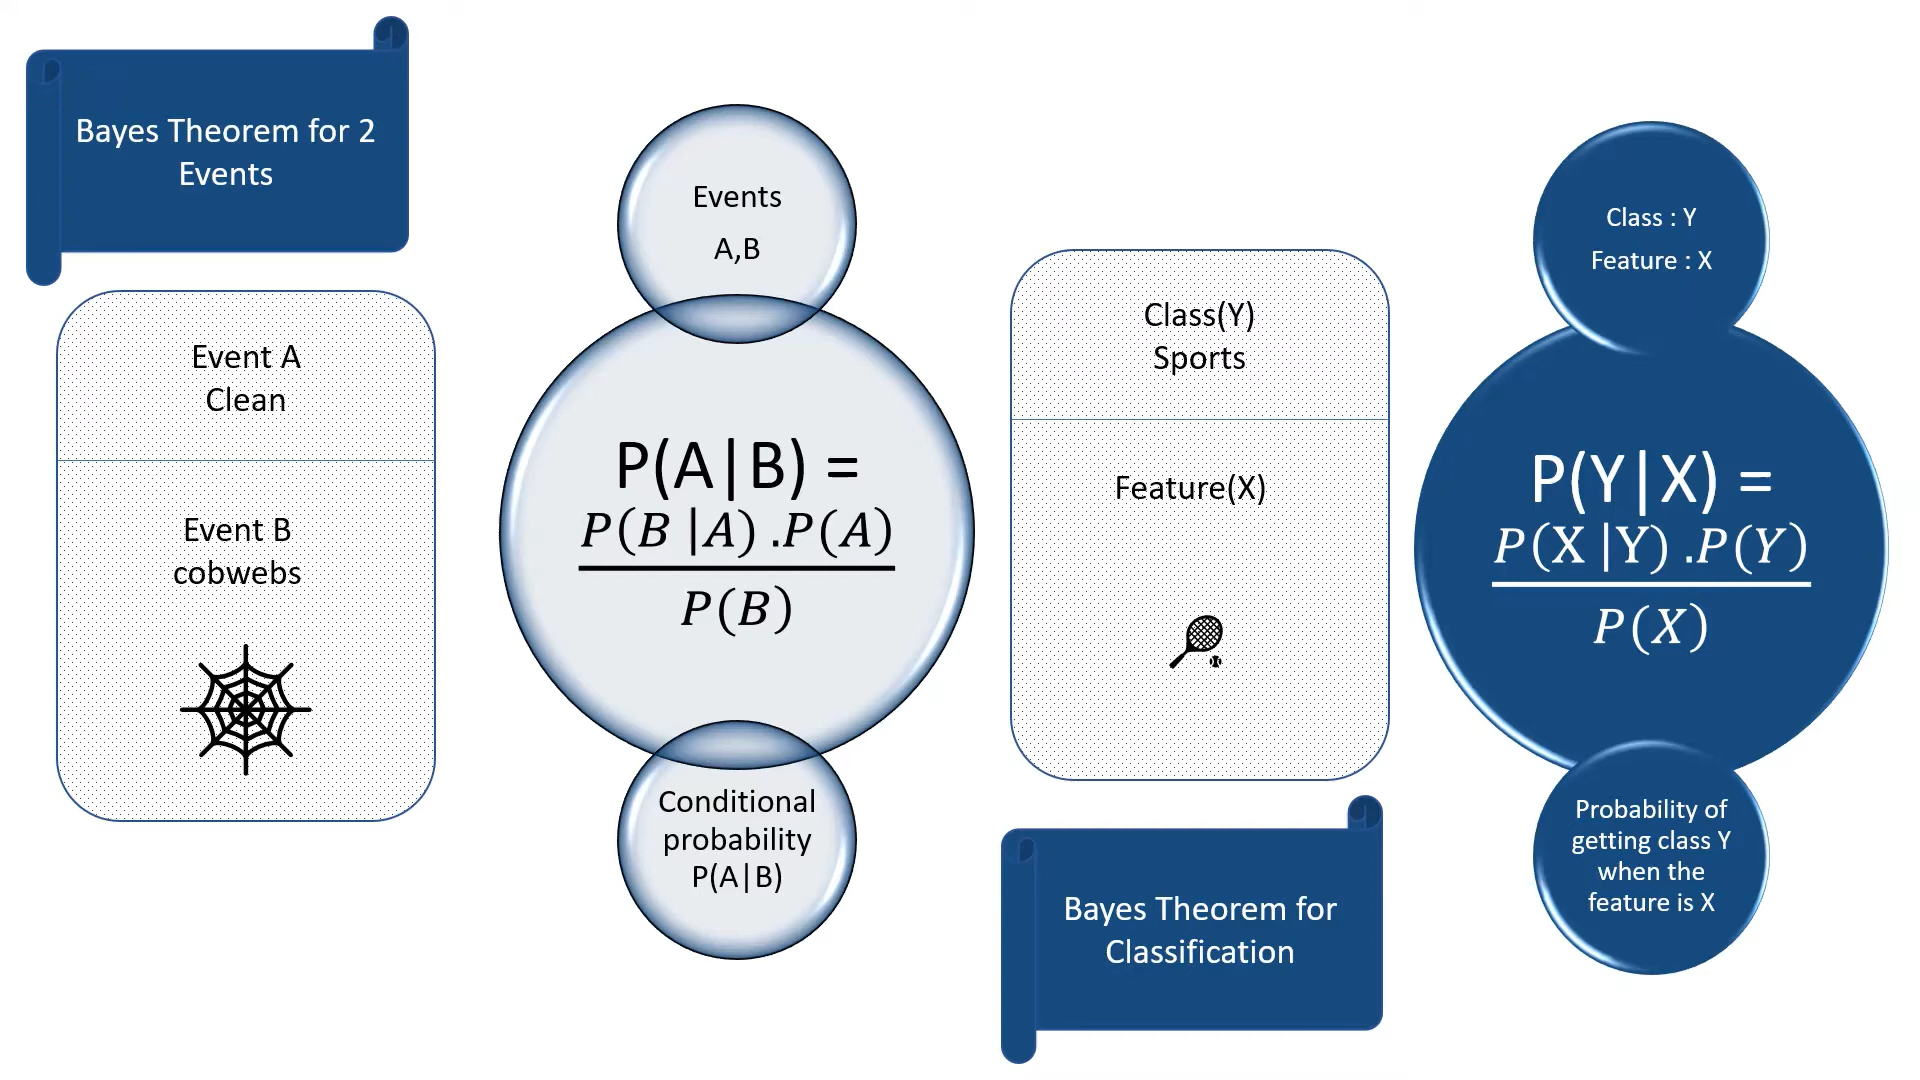 Bayes Theorem for 2
Events
Event A
Clean
Event B
cobwebs
Events
A,B
P(A|B) =
P(B |A) .P(A)
P(B)
Conditional
probability
P(A|B)
Class(Y)
Sports
Feature(X)
Bayes Theorem for
Classification
Class : Y
Feature : X
P(Y|X) =
P(X |Y) .P(Y)
P(X)
Probability of
getting class Y
when the
feature is X